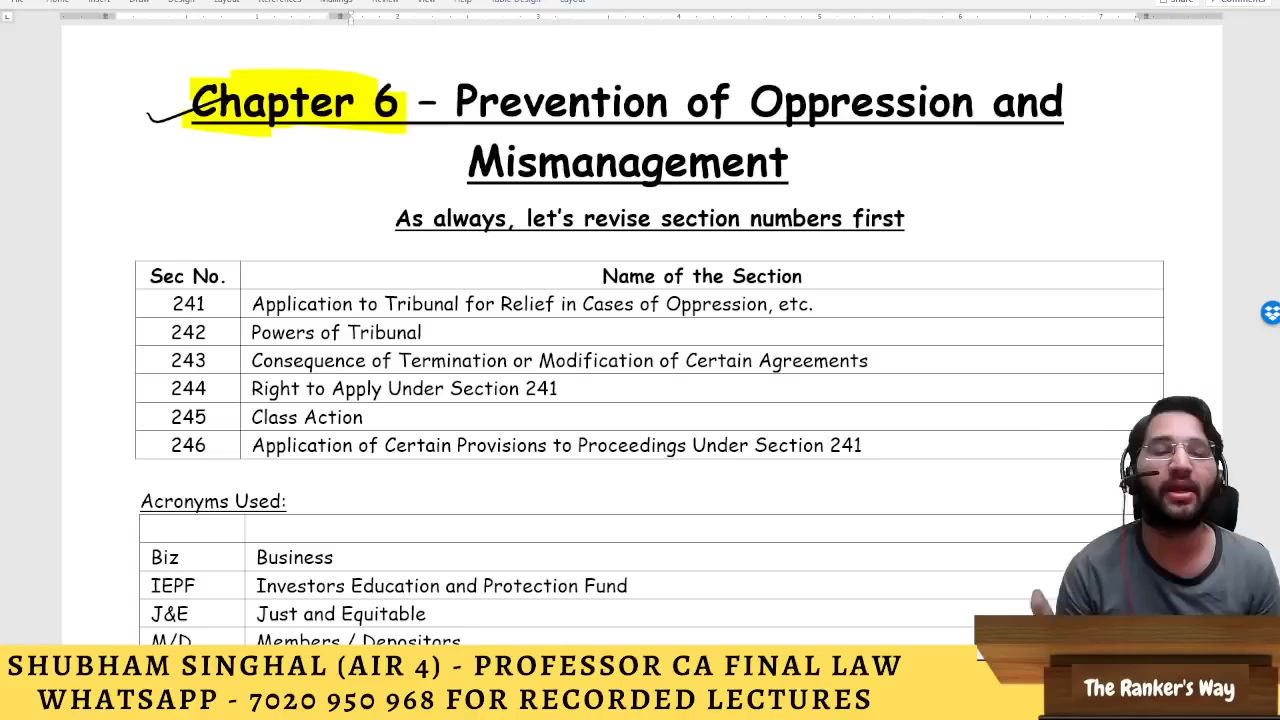 Share
Comments
Chapter 6 – Prevention of Oppression and
Mismanagement
As always, let's revise section numbers first
Sec No. Name of the Section
241 Application to Tribunal for Relief in Cases of Oppression, etc.
242 Powers of Tribunal
243 Consequence of Termination or Modification of Certain Agreements
244 Right to Apply Under Section 241
245 Class Action
246 Application of Certain Provisions to Proceedings Under Section 241
Acronyms Used:
Biz Business
IEPF Investors Education and Protection Fund
J&E Just and Equitable
M/D Members / Depositors
SHUBHAM SINGHAL (AIR 4) - PROFESSOR CA FINAL LAW
WHATSAPP - 7020 950 968 FOR RECORDED LECTURES
The Ranker's Way